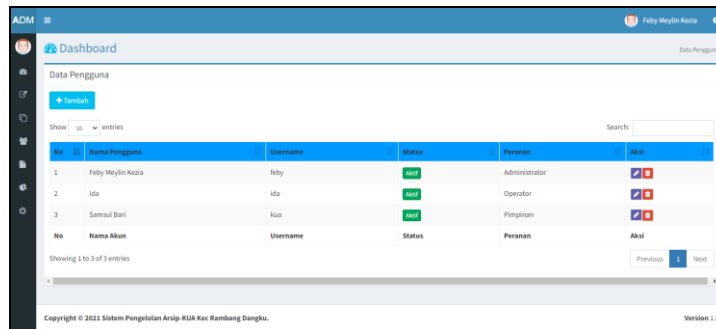 ADM Feby Meylin Kezia
Dashboard Data Pengguna
Data Pengguna
+Tambah
Show 10 entries Search:
No Nama Pengguna Username Status Peranan Aksi
1 Feby Meylin Kezia feby Aktif Administrator
2 Ida ida Aktif Operator
3 Samsul Bari kua Aktif Pimpinan
No Nama Akun Username Status Peranan Aksi
Showing 1 to 3 of 3 entries Previous 1 Next
Copyright © 2021 Sistem Pengelolan Arsip-KUA Kec Rambang Dangku. Version